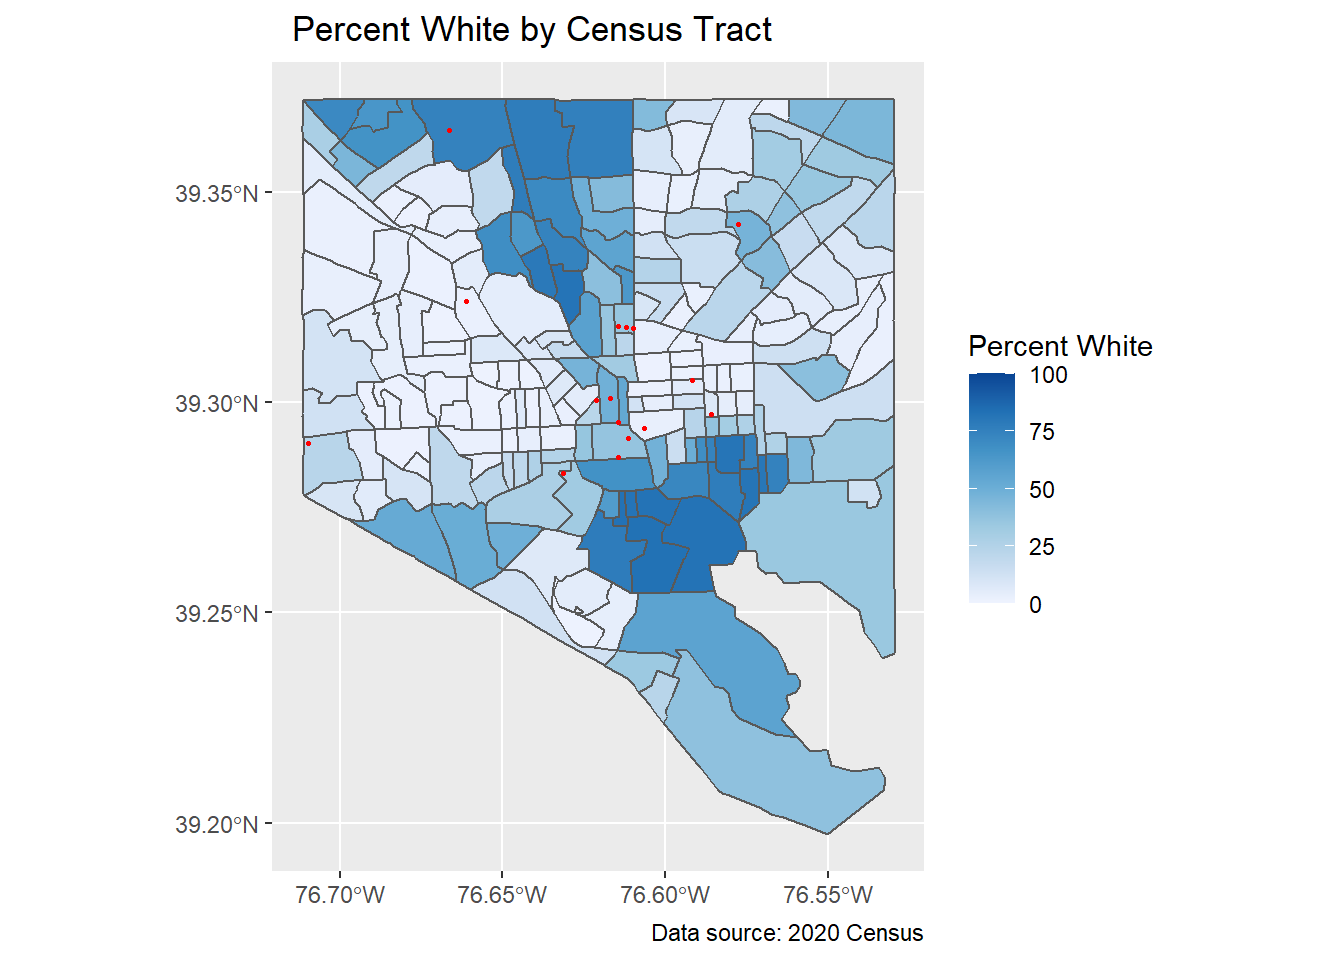 Percent White by Census Tract
39.35°N
39.30°N
39.25°N
39.20°N
76.70°W
76.65°W
76.60°W
76.55°W
Percent White
100
75
50
25
0
Data source: 2020 Census